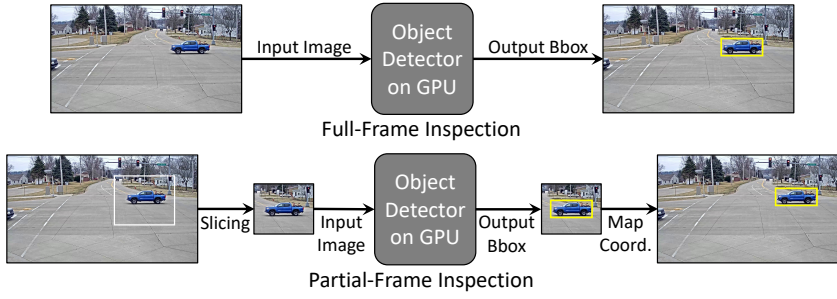 Input Image
Object
Detector
on GPU
Output Bbox
Full-Frame Inspection
Slicing
Input
Image
Object
Detector
on GPU
Output
Bbox
Map
Coord.
Partial-Frame Inspection